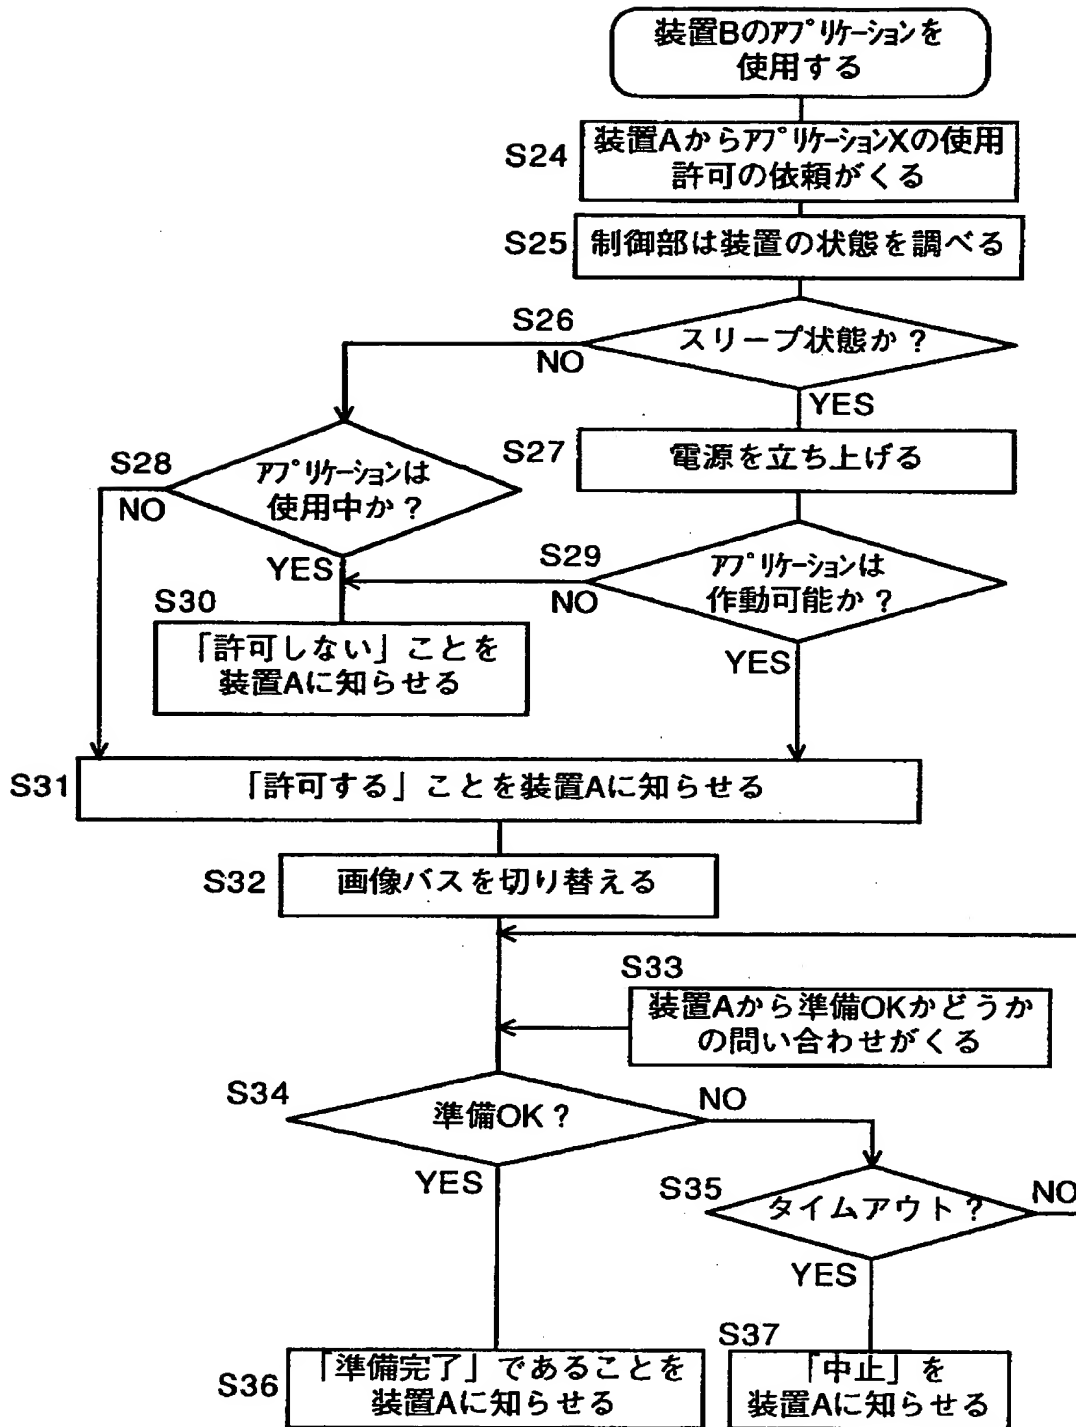 装置Bのアプリケーションを
使用する
S24
装置AからアプリケーションXの使用
許可の依頼がくる
S25
制御部は装置の状態を調べる
S26
スリープ状態か?
NO
YES
S27
電源を立ち上げる
S28
アプリケーションは
使用中か?
NO
YES
S29
アプリケーションは
作動可能か?
NO
YES
S30
「許可しない」ことを
装置Aに知らせる
S31
「許可する」ことを装置Aに知らせる
S32
画像バスを切り替える
S33
装置Aから準備OKかどうか
の問い合わせがくる
S34
準備OK?
NO
YES
S35
タイムアウト?
NO
YES
S36
「準備完了」であることを
装置Aに知らせる
S37
「中止」を
装置Aに知らせる